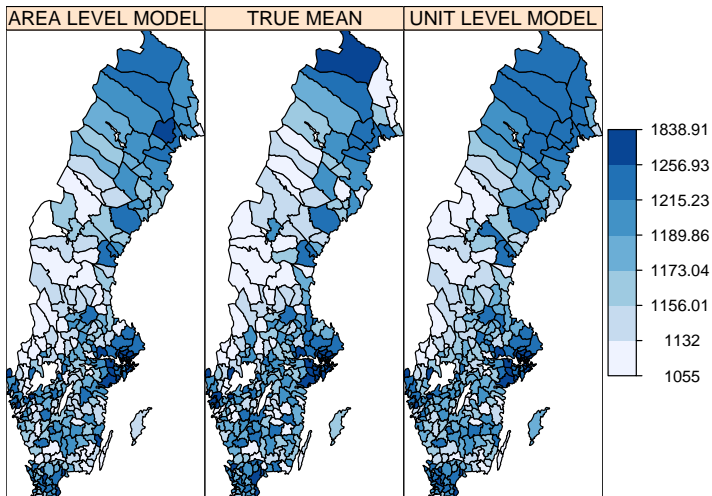 AREA LEVEL MODEL
TRUE MEAN
UNIT LEVEL MODEL
1838.91
1256.93
1215.23
1189.86
1173.04
1156.01
1132
1055